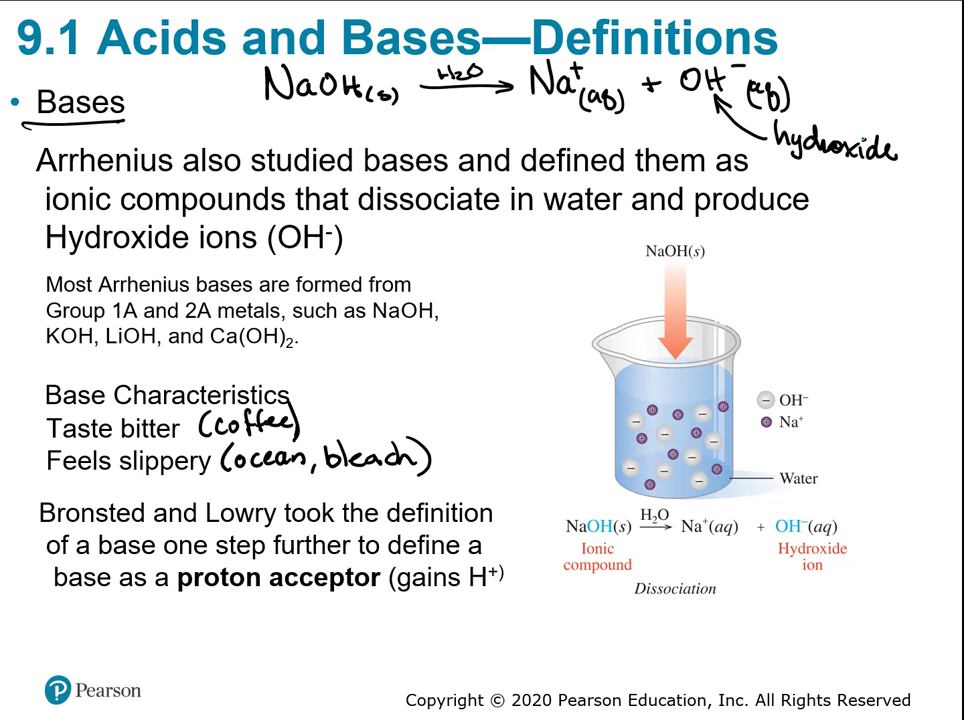 9.1 Acids and Bases—Definitions
NaOH(s) H2O → Na+(aq) + OH-(aq)
• Bases
hydroxide
Arrhenius also studied bases and defined them as
ionic compounds that dissociate in water and produce
Hydroxide ions (OH-)
NaOH(s)
Most Arrhenius bases are formed from
Group 1A and 2A metals, such as NaOH,
KOH, LiOH, and Ca(OH)2.
Base Characteristics
Taste bitter (coffee)
Feels slippery (ocean, bleach)
− OH−
+ Na+
Water
Bronsted and Lowry took the definition
of a base one step further to define a
base as a proton acceptor (gains H+)
NaOH(s) H2O → Na+(aq) + OH−(aq)
Ionic compound
Hydroxide ion
Dissociation
P Pearson
Copyright © 2020 Pearson Education, Inc. All Rights Reserved